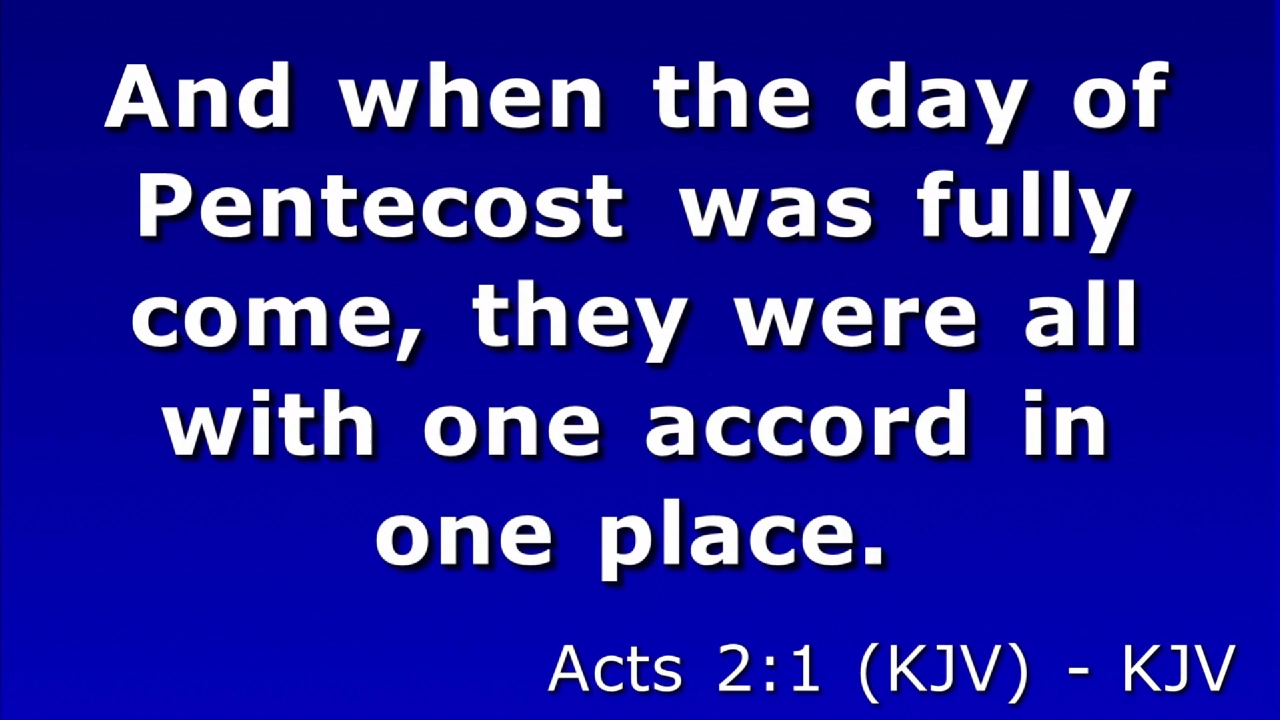 And when the day of
Pentecost was fully
come, they were all
with one accord in
one place.
Acts 2:1 (KJV) - KJV